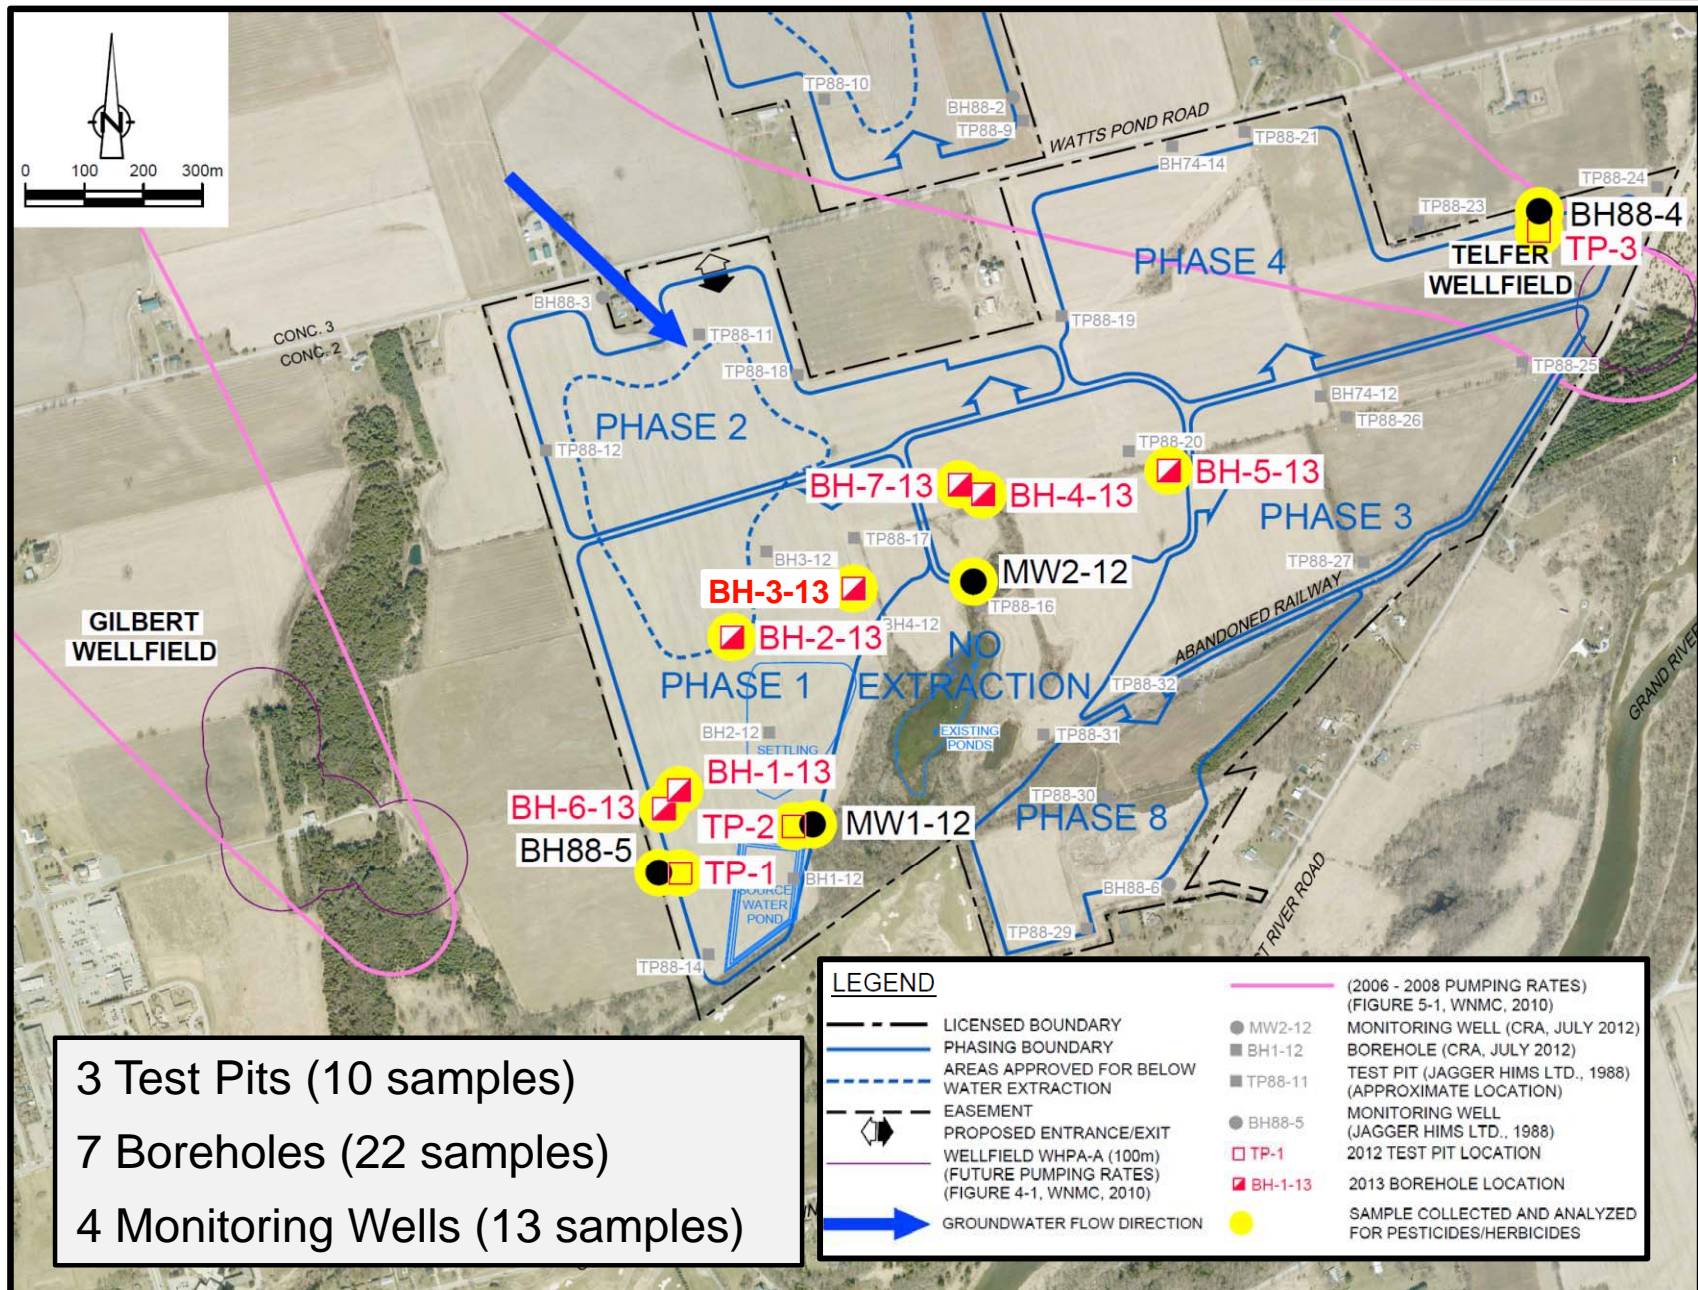 N
0 100 200 300m
TP88-10
BH88-2
TP88-9
WATTS POND ROAD
TP88-21
BH74-14
TP88-24
TP88-23
BH88-4
TP-3
TELFER
WELLFIELD
PHASE 4
BH88-3
CONC. 3
CONC. 2
TP88-11
TP88-19
TP88-18
TP88-25
BH74-12
TP88-26
PHASE 2
TP88-12
TP88-20
BH-7-13
BH-4-13
BH-5-13
PHASE 3
TP88-17
BH3-12
TP88-27
MW2-12
BH-3-13
TP88-16
ABANDONED RAILWAY
BH4-12
BH-2-13
GILBERT
WELLFIELD
NO
EXTRACTION
PHASE 1
TP88-32
GRAND RIVER
BH2-12
SETTLING
EXISTING
PONDS
TP88-31
BH-1-13
BH-6-13
TP88-30
PHASE 8
TP-2
MW1-12
BH88-5
TP-1
BH1-12
SOURCE
WATER
POND
BH88-6
RIVER ROAD
TP88-29
TP88-14
3 Test Pits (10 samples)
7 Boreholes (22 samples)
4 Monitoring Wells (13 samples)
LEGEND
LICENSED BOUNDARY
PHASING BOUNDARY
AREAS APPROVED FOR BELOW
WATER EXTRACTION
EASEMENT
PROPOSED ENTRANCE/EXIT
WELLFIELD WHPA-A (100m)
(FUTURE PUMPING RATES)
(FIGURE 4-1, WNMC, 2010)
GROUNDWATER FLOW DIRECTION
(2006 - 2008 PUMPING RATES)
(FIGURE 5-1, WNMC, 2010)
MW2-12 MONITORING WELL (CRA, JULY 2012)
BH1-12 BOREHOLE (CRA, JULY 2012)
TP88-11 TEST PIT (JAGGER HIMS LTD., 1988)
(APPROXIMATE LOCATION)
BH88-5 MONITORING WELL
(JAGGER HIMS LTD., 1988)
TP-1 2012 TEST PIT LOCATION
BH-1-13 2013 BOREHOLE LOCATION
SAMPLE COLLECTED AND ANALYZED
FOR PESTICIDES/HERBICIDES